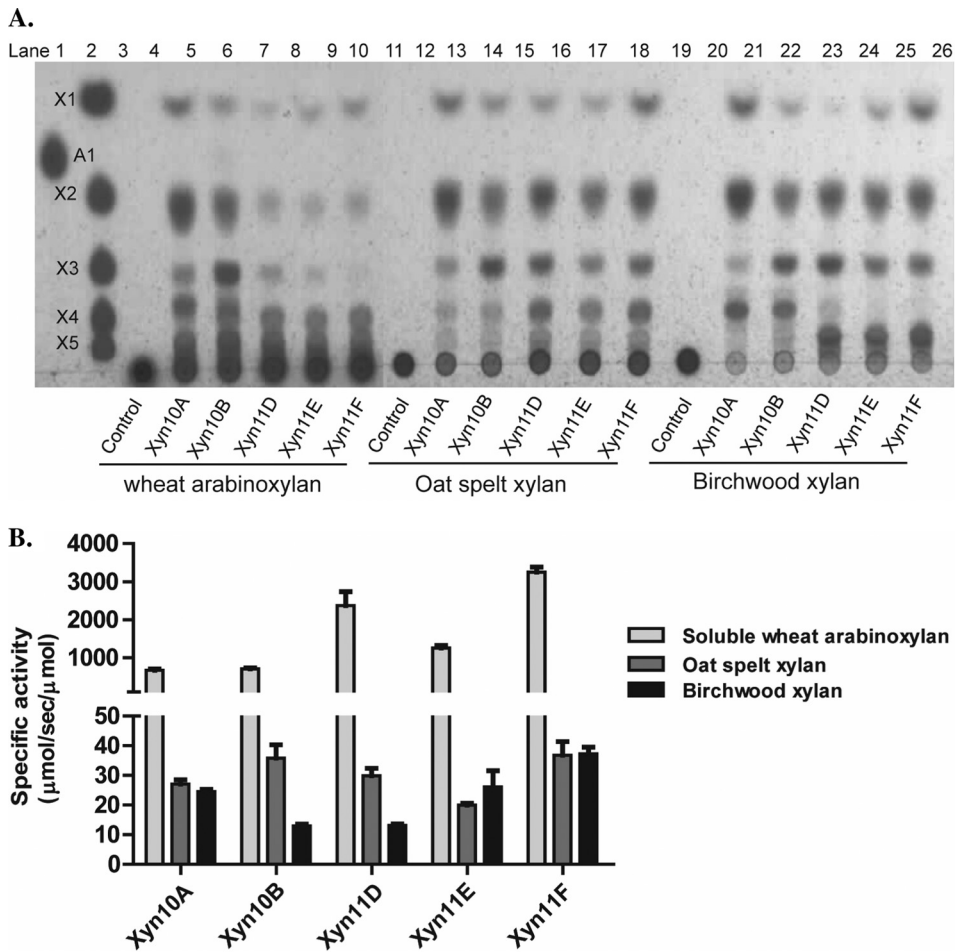 A.
Lane 1 2 3 4 5 6 7 8 9 10 11 12 13 14 15 16 17 18 19 20 21 22 23 24 25 26
X1
A1
X2
X3
X4
X5
Control Xyn10A Xyn10B Xyn11D Xyn11E Xyn11F Control Xyn10A Xyn10B Xyn11D Xyn11E Xyn11F Control Xyn10A Xyn10B Xyn11D Xyn11E Xyn11F
wheat arabinoxylan Oat spelt xylan Birchwood xylan
B.
4000
3000
2000
1000
50
40
30
20
10
0
Specific activity
(μmol/sec/μmol)
Soluble wheat arabinoxylan
Oat spelt xylan
Birchwood xylan
Xyn10A Xyn10B Xyn11D Xyn11E Xyn11F